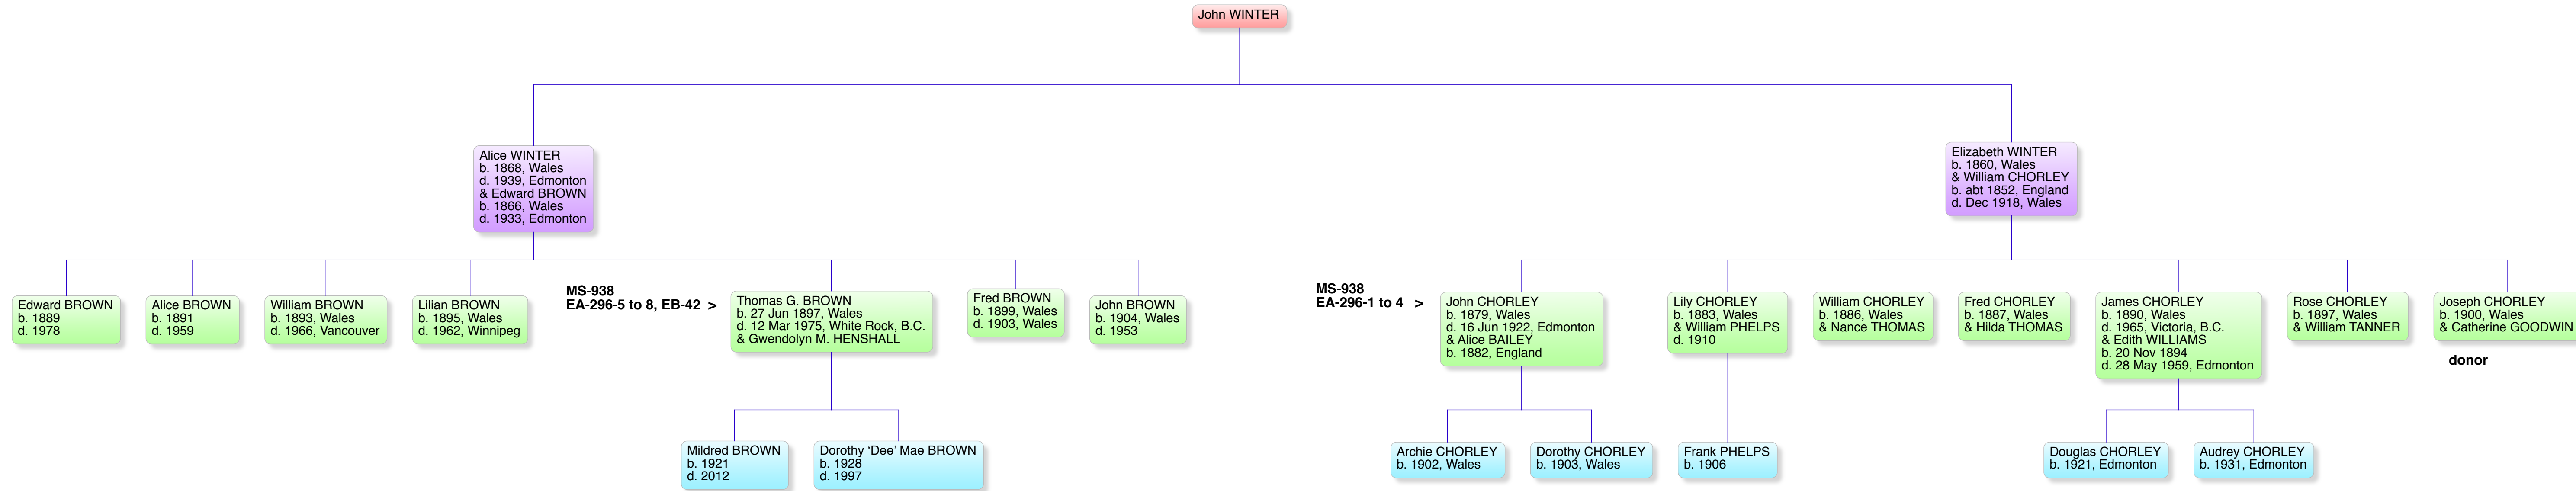 John WINTER
Alice WINTER
b. 1868, Wales
d. 1939, Edmonton
& Edward BROWN
b. 1866, Wales
d. 1933, Edmonton
Elizabeth WINTER
b. 1860, Wales
& William CHORLEY
b. abt 1852, England
d. Dec 1918, Wales
Edward BROWN
b. 1889
d. 1978
Alice BROWN
b. 1891
d. 1959
William BROWN
b. 1893, Wales
d. 1966, Vancouver
Lilian BROWN
b. 1895, Wales
d. 1962, Winnipeg
MS-938
EA-296-5 to 8, EB-42 >
Thomas G. BROWN
b. 27 Jun 1897, Wales
d. 12 Mar 1975, White Rock, B.C.
& Gwendolyn M. HENSHALL
Fred BROWN
b. 1899, Wales
d. 1903, Wales
John BROWN
b. 1904, Wales
d. 1953
MS-938
EA-296-1 to 4 >
John CHORLEY
b. 1879, Wales
d. 16 Jun 1922, Edmonton
& Alice BAILEY
b. 1882, England
Lily CHORLEY
b. 1883, Wales
& William PHELPS
d. 1910
William CHORLEY
b. 1886, Wales
& Nance THOMAS
Fred CHORLEY
b. 1887, Wales
& Hilda THOMAS
James CHORLEY
b. 1890, Wales
d. 1965, Victoria, B.C.
& Edith WILLIAMS
b. 20 Nov 1894
d. 28 May 1959, Edmonton
Rose CHORLEY
b. 1897, Wales
& William TANNER
Joseph CHORLEY
b. 1900, Wales
& Catherine GOODWIN
donor
Mildred BROWN
b. 1921
d. 2012
Dorothy ‘Dee’ Mae BROWN
b. 1928
d. 1997
Archie CHORLEY
b. 1902, Wales
Dorothy CHORLEY
b. 1903, Wales
Frank PHELPS
b. 1906
Douglas CHORLEY
b. 1921, Edmonton
Audrey CHORLEY
b. 1931, Edmonton